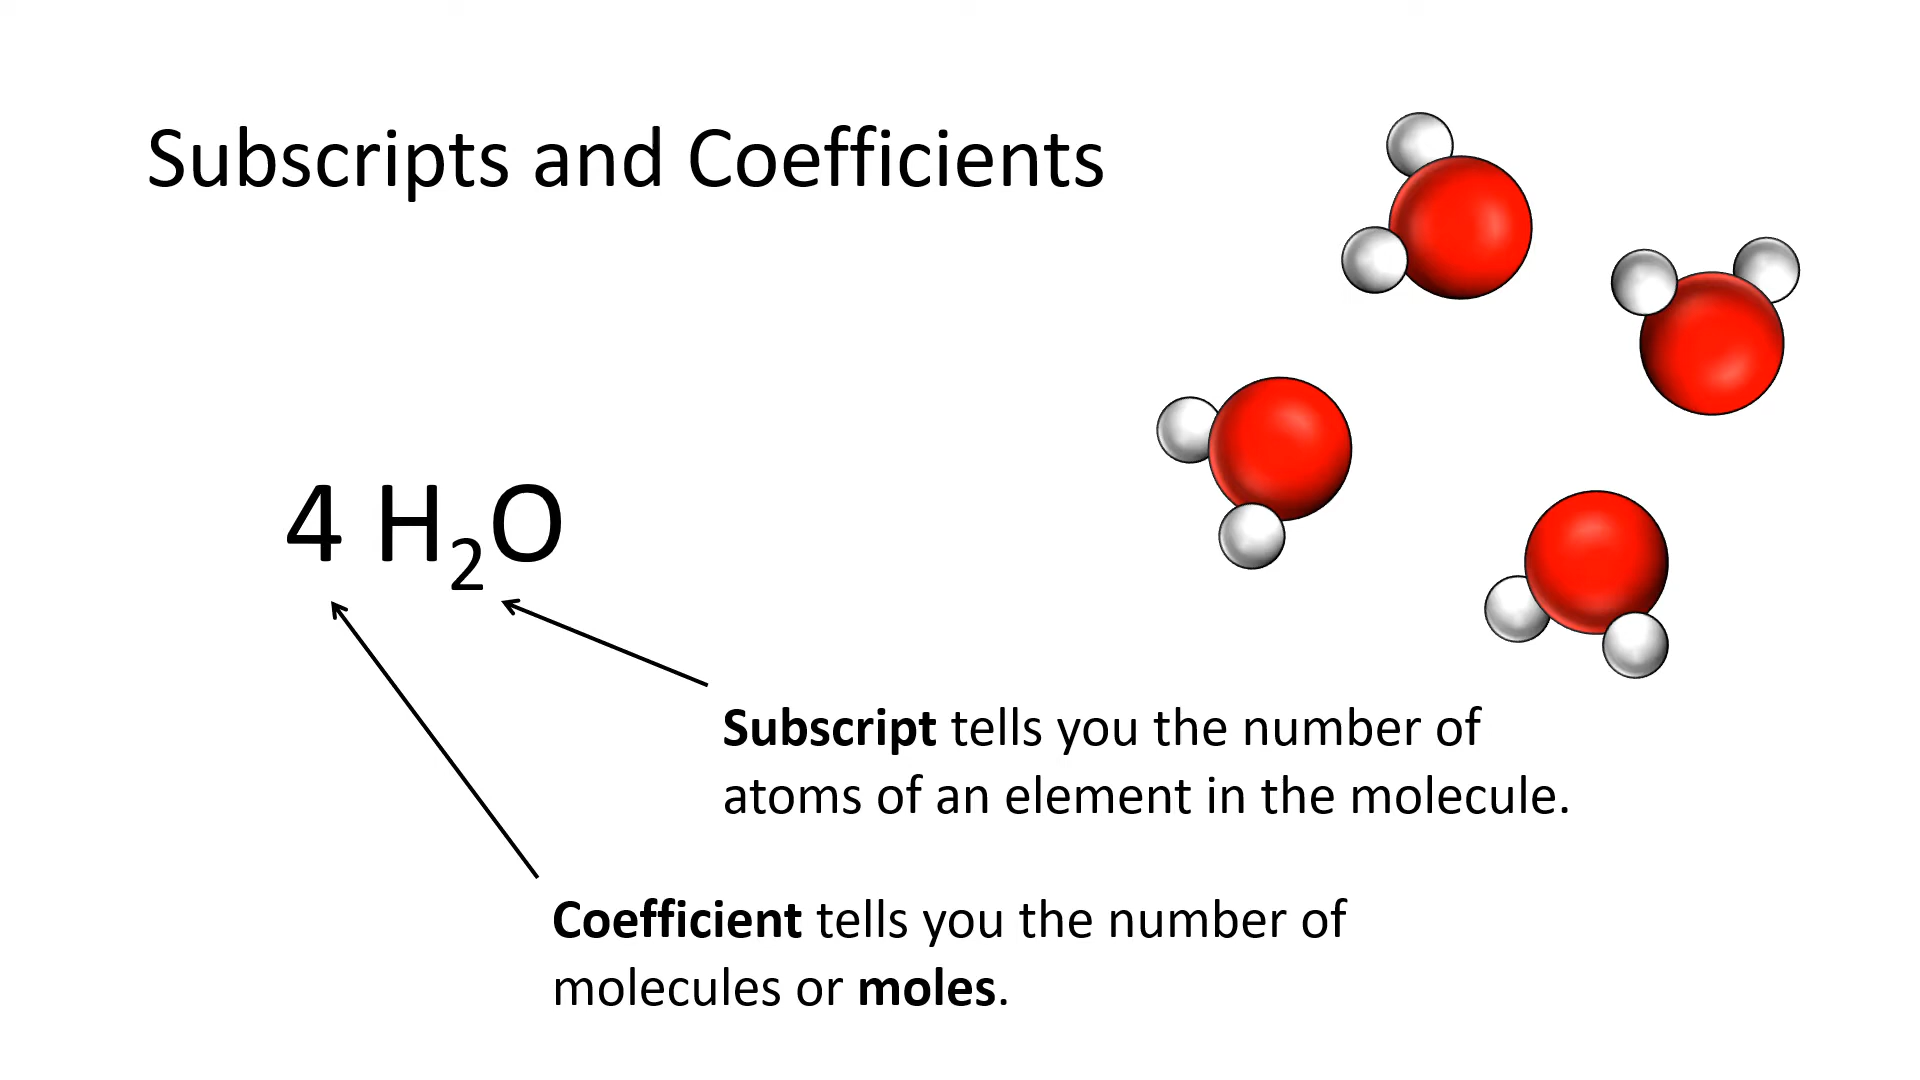 Subscripts and Coefficients
4 H₂O
Subscript tells you the number of
atoms of an element in the molecule.
Coefficient tells you the number of
molecules or moles.